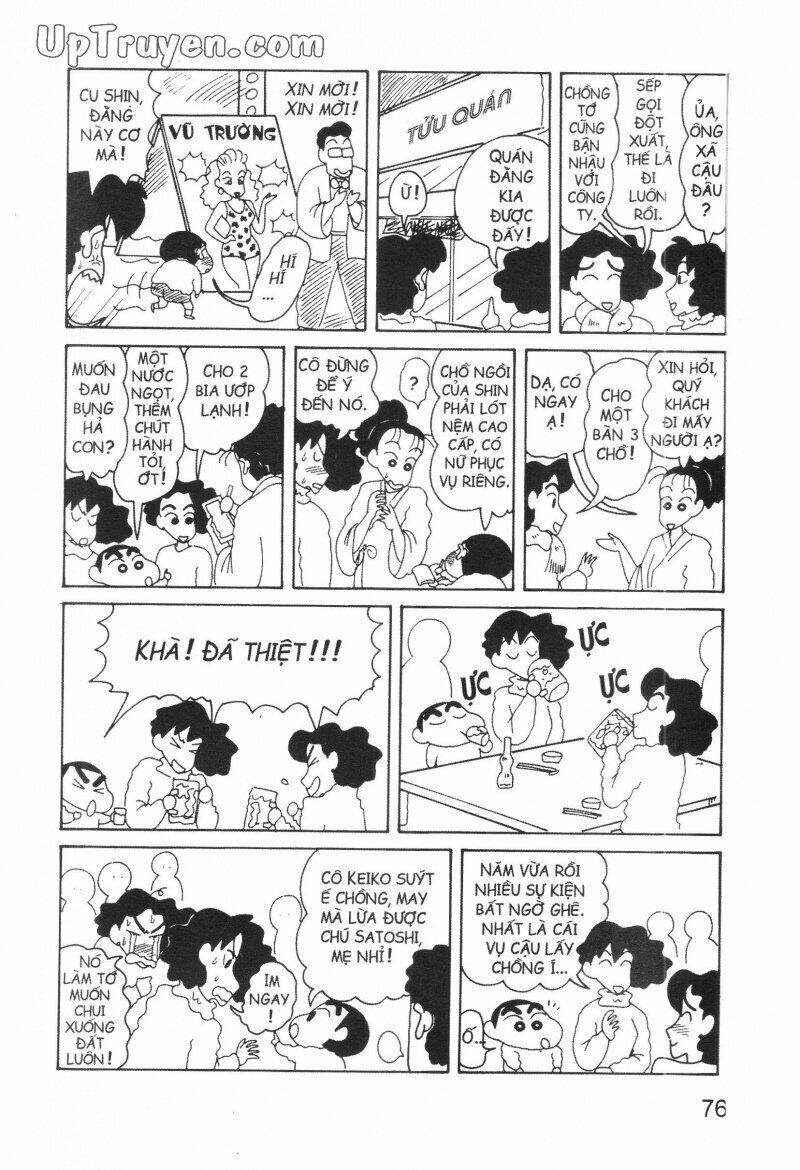 UpTruyen.com
ỦA,
ÔNG
XÃ
CẬU
ĐÂU
?
SẾP
GỌI
ĐỘT
XUẤT,
THẾ LÀ
ĐI
LUÔN
RỒI.
CHỒNG
TỚ
CŨNG
BẬN
NHẬU
VỚI
CÔNG
TY.
TỬU QUÁN
QUÁN
ĐẰNG
KIA
ĐƯỢC
ĐẤY!
Ừ!
XIN MỜI!
XIN MỜI!
VŨ TRƯỜNG
CU SHIN,
ĐẰNG
NÀY CƠ
MÀ!
HÍ
HÍ
...
XIN HỎI,
QUÝ
KHÁCH
ĐI MẤY
NGƯỜI Ạ?
CHO
MỘT
BÀN 3
CHỖ!
DẠ, CÓ
NGAY
Ạ!
CHỖ NGỒI
CỦA SHIN
PHẢI LÓT
NỆM CAO
CẤP, CÓ
NỮ PHỤC
VỤ RIÊNG.
?
CÔ ĐỪNG
ĐỂ Ý
ĐẾN NÓ.
CHO 2
BIA ƯỚP
LẠNH!
MỘT
NƯỚC
NGỌT,
THÊM
CHÚT
HÀNH
TỎI,
ỚT!
MUỐN
ĐAU
BỤNG
HẢ
CON?
ỰC
ỰC
ỰC
KHÀ! ĐÃ THIỆT!!!
NĂM VỪA RỒI
NHIỀU SỰ KIỆN
BẤT NGỜ GHÊ.
NHẤT LÀ CÁI
VỤ CẬU LẤY
CHỒNG Í...
Ố...
CÔ KEIKO SUÝT
Ế CHỒNG, MAY
MÀ LỪA ĐƯỢC
CHÚ SATOSHI,
MẸ NHỈ!
IM
NGAY
!
NÓ
LÀM TỚ
MUỐN
CHUI
XUỐNG
ĐẤT
LUÔN!
76